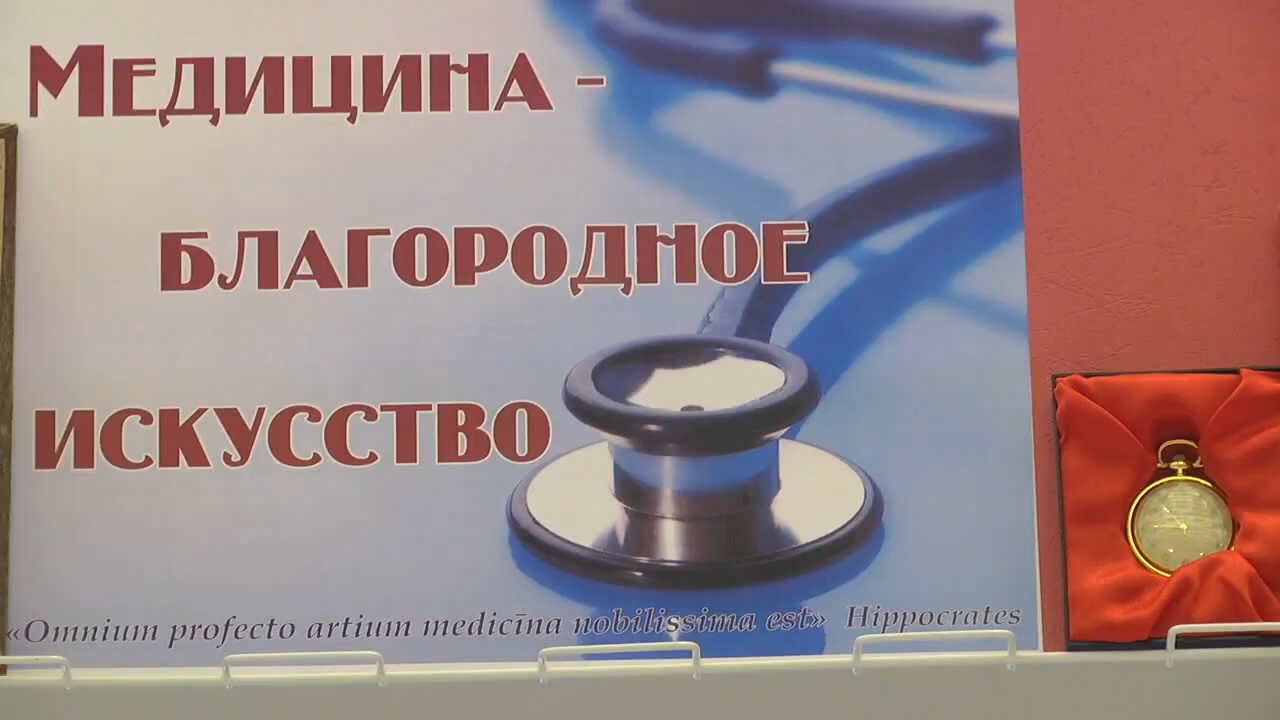 Медицина -
благородное
искусство
«Omnium profecto artium medicīna nobilissima est» Hippocrates